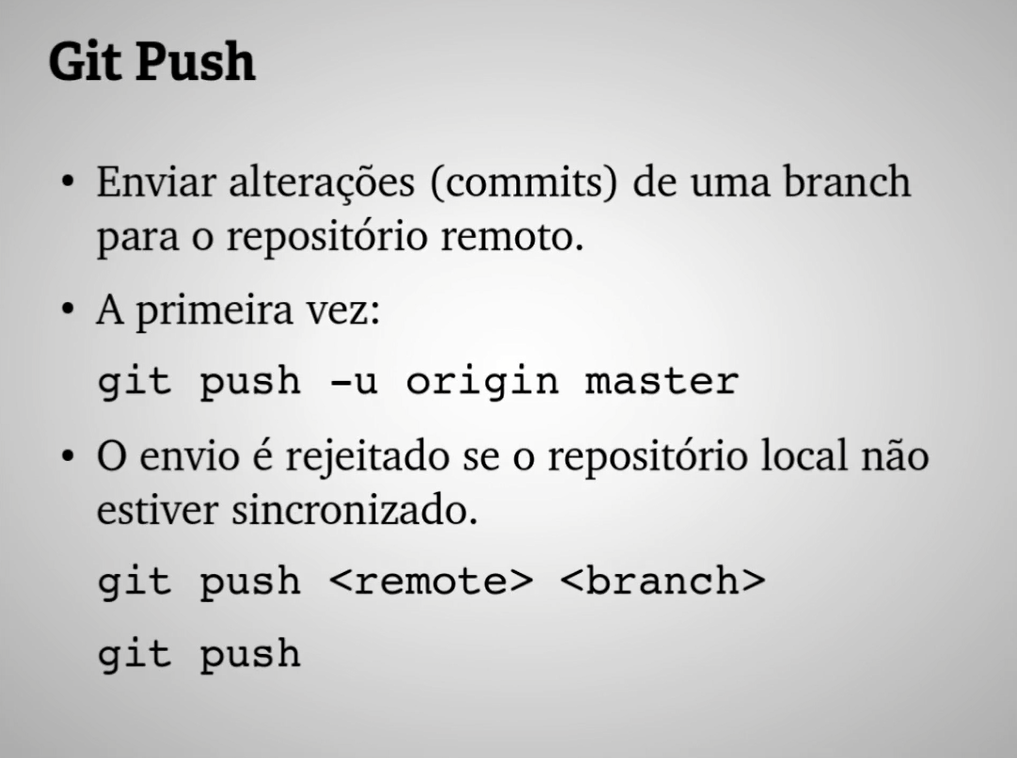 Git Push
• Enviar alterações (commits) de uma branch
para o repositório remoto.
• A primeira vez:
git push -u origin master
• O envio é rejeitado se o repositório local não
estiver sincronizado.
git push <remote> <branch>
git push